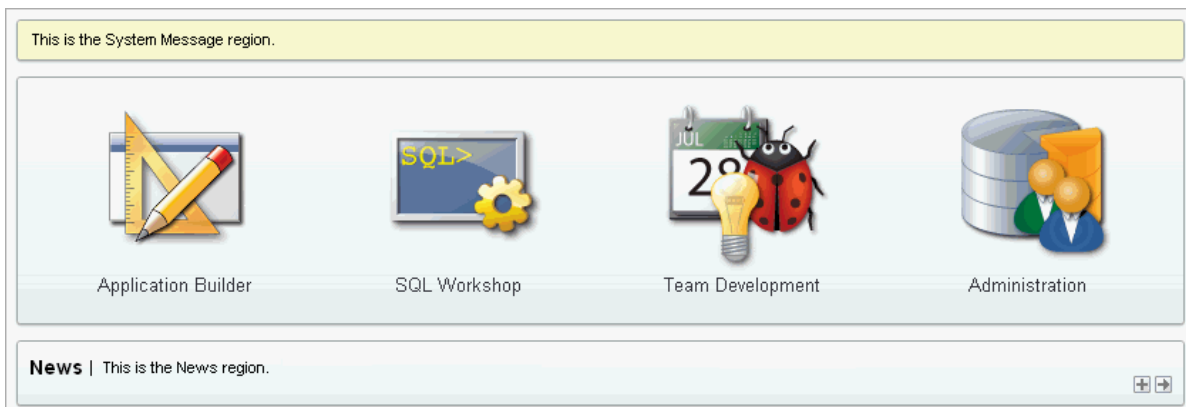 This is the System Message region.
SQL>
JUL
28
Application Builder
SQL Workshop
Team Development
Administration
News | This is the News region.